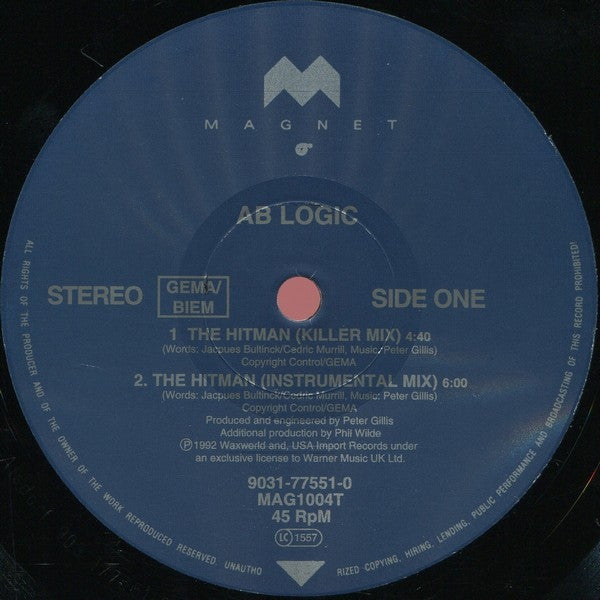 MAGNET
AB LOGIC
STEREO
GEMA/
BIEM
SIDE ONE
1 THE HITMAN (KILLER MIX) 4:40
(Words: Jacques Bultinck/Cedric Murrill, Music: Peter Gillis)
Copyright Control/GEMA
2. THE HITMAN (INSTRUMENTAL MIX) 6:00
(Words: Jacques Bultinck/Cedric Murrill, Music: Peter Gillis)
Copyright Control/GEMA
Produced and engineered by Peter Gillis
Additional production by Phil Wilde
℗ 1992 Waxworld and, USA Import Records under
an exclusive license to Warner Music UK Ltd.
9031-77551-0
MAG1004T
45 RpM
LC 1557
ALL RIGHTS OF THE PRODUCER AND OF THE OWNER OF THE WORK REPRODUCED RESERVED. UNAUTHO RIZED COPYING, HIRING, LENDING, PUBLIC PERFORMANCE AND BROADCASTING OF THIS RECORD PROHIBITED!